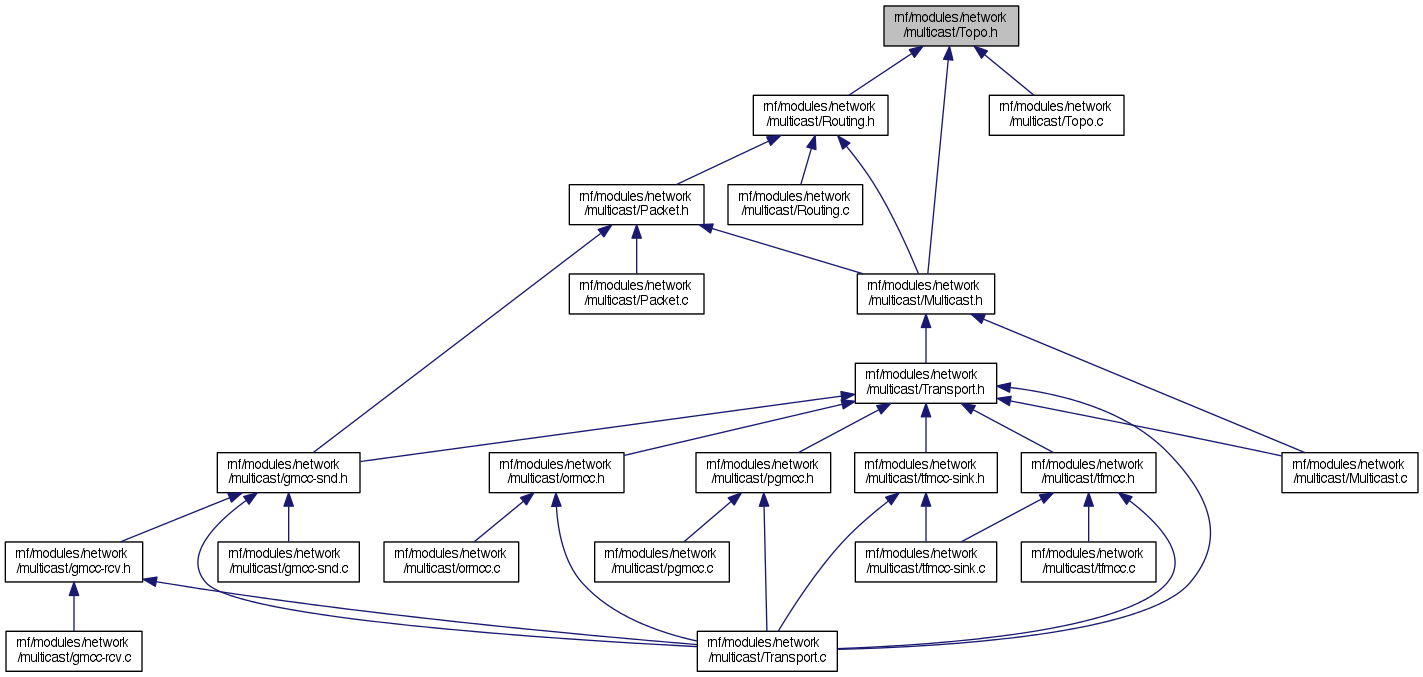 rnf/modules/network
/multicast/Topo.h
rnf/modules/network
/multicast/Routing.h
rnf/modules/network
/multicast/Topo.c
rnf/modules/network
/multicast/Packet.h
rnf/modules/network
/multicast/Routing.c
rnf/modules/network
/multicast/Packet.c
rnf/modules/network
/multicast/Multicast.h
rnf/modules/network
/multicast/Transport.h
rnf/modules/network
/multicast/gmcc-snd.h
rnf/modules/network
/multicast/ormcc.h
rnf/modules/network
/multicast/pgmcc.h
rnf/modules/network
/multicast/tfmcc-sink.h
rnf/modules/network
/multicast/tfmcc.h
rnf/modules/network
/multicast/Multicast.c
rnf/modules/network
/multicast/gmcc-rcv.h
rnf/modules/network
/multicast/gmcc-snd.c
rnf/modules/network
/multicast/ormcc.c
rnf/modules/network
/multicast/pgmcc.c
rnf/modules/network
/multicast/tfmcc-sink.c
rnf/modules/network
/multicast/tfmcc.c
rnf/modules/network
/multicast/gmcc-rcv.c
rnf/modules/network
/multicast/Transport.c